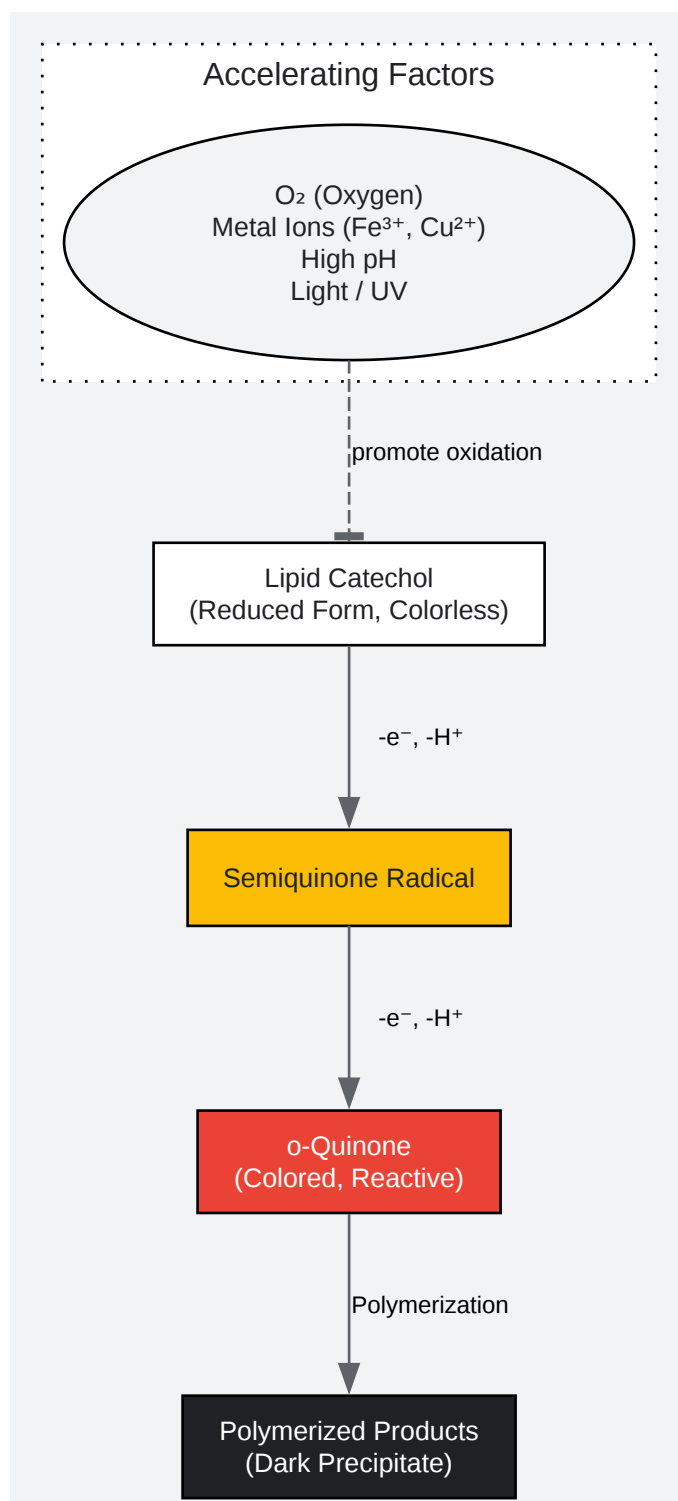 Accelerating Factors
O₂ (Oxygen)
Metal Ions (Fe³⁺, Cu²⁺)
High pH
Light / UV
promote oxidation
Lipid Catechol
(Reduced Form, Colorless)
-e⁻, -H⁺
Semiquinone Radical
-e⁻, -H⁺
o-Quinone
(Colored, Reactive)
Polymerization
Polymerized Products
(Dark Precipitate)